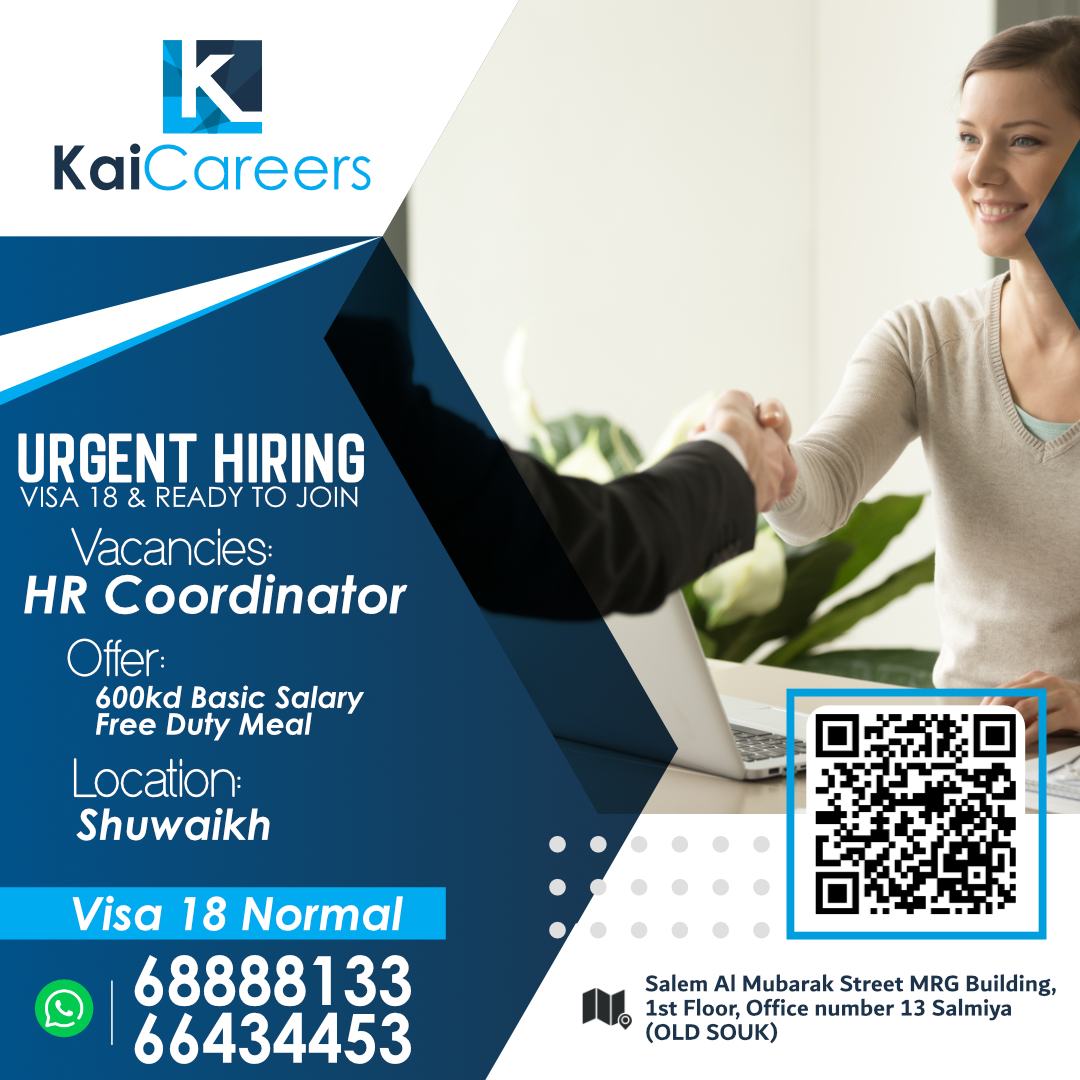 K
KaiCareers
URGENT HIRING
VISA 18 & READY TO JOIN
Vacancies:
HR Coordinator
Offer:
600kd Basic Salary
Free Duty Meal
Location:
Shuwaikh
Visa 18 Normal
68888133
66434453
Salem Al Mubarak Street MRG Building,
1st Floor, Office number 13 Salmiya
(OLD SOUK)